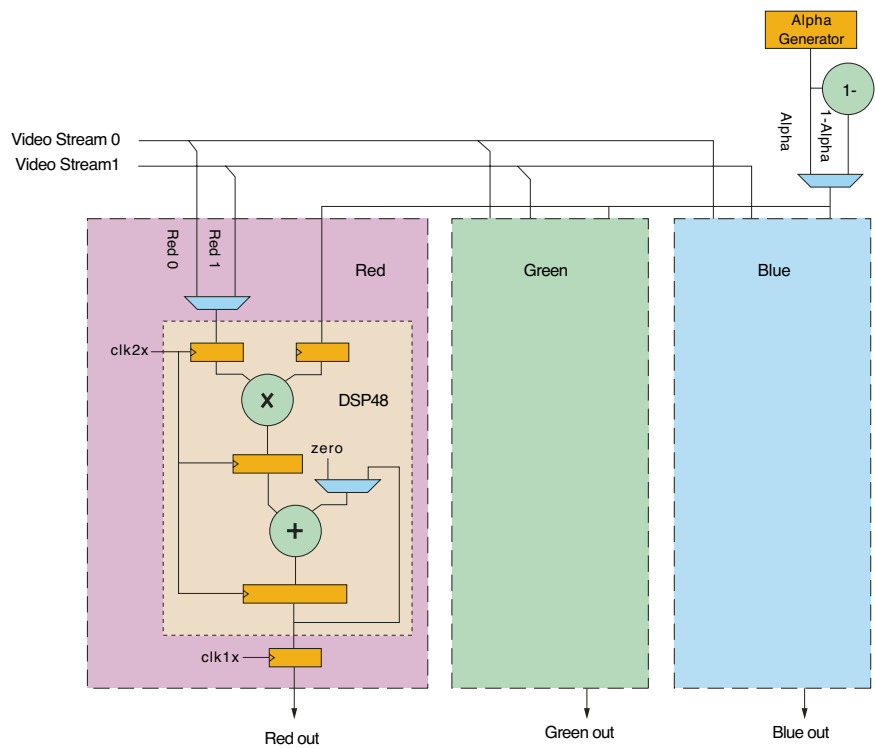 Alpha
Generator
1-
Alpha
1-Alpha
Video Stream 0
Video Stream1
Red 0
Red 1
Red
Green
Blue
clk2x
x
DSP48
zero
+
clk1x
Red out
Green out
Blue out